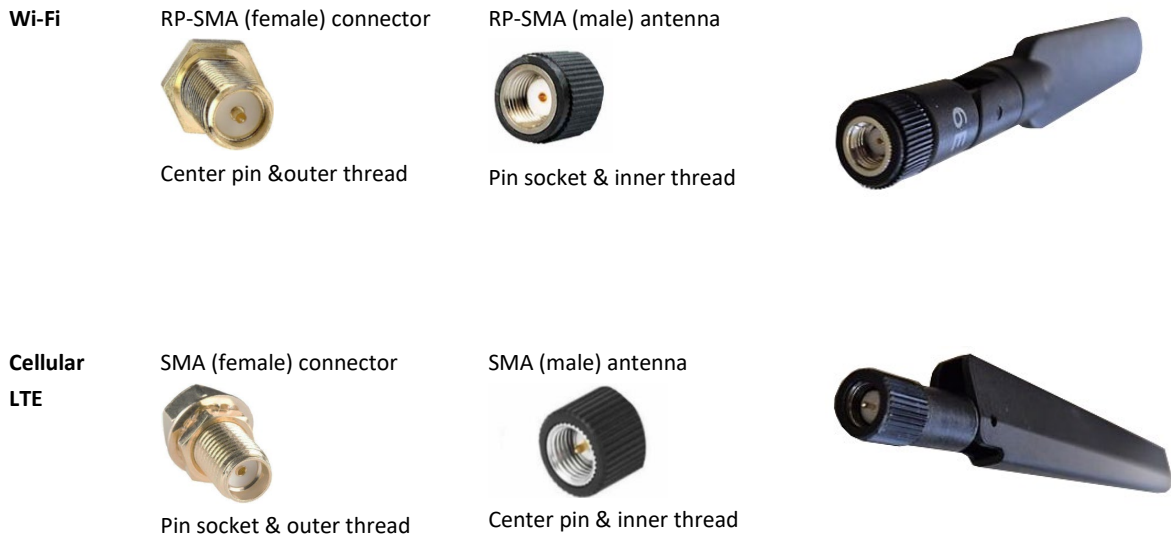 Wi-Fi
RP-SMA (female) connector
RP-SMA (male) antenna
Center pin &outer thread
Pin socket & inner thread
6E
Cellular
LTE
SMA (female) connector
SMA (male) antenna
Pin socket & outer thread
Center pin & inner thread